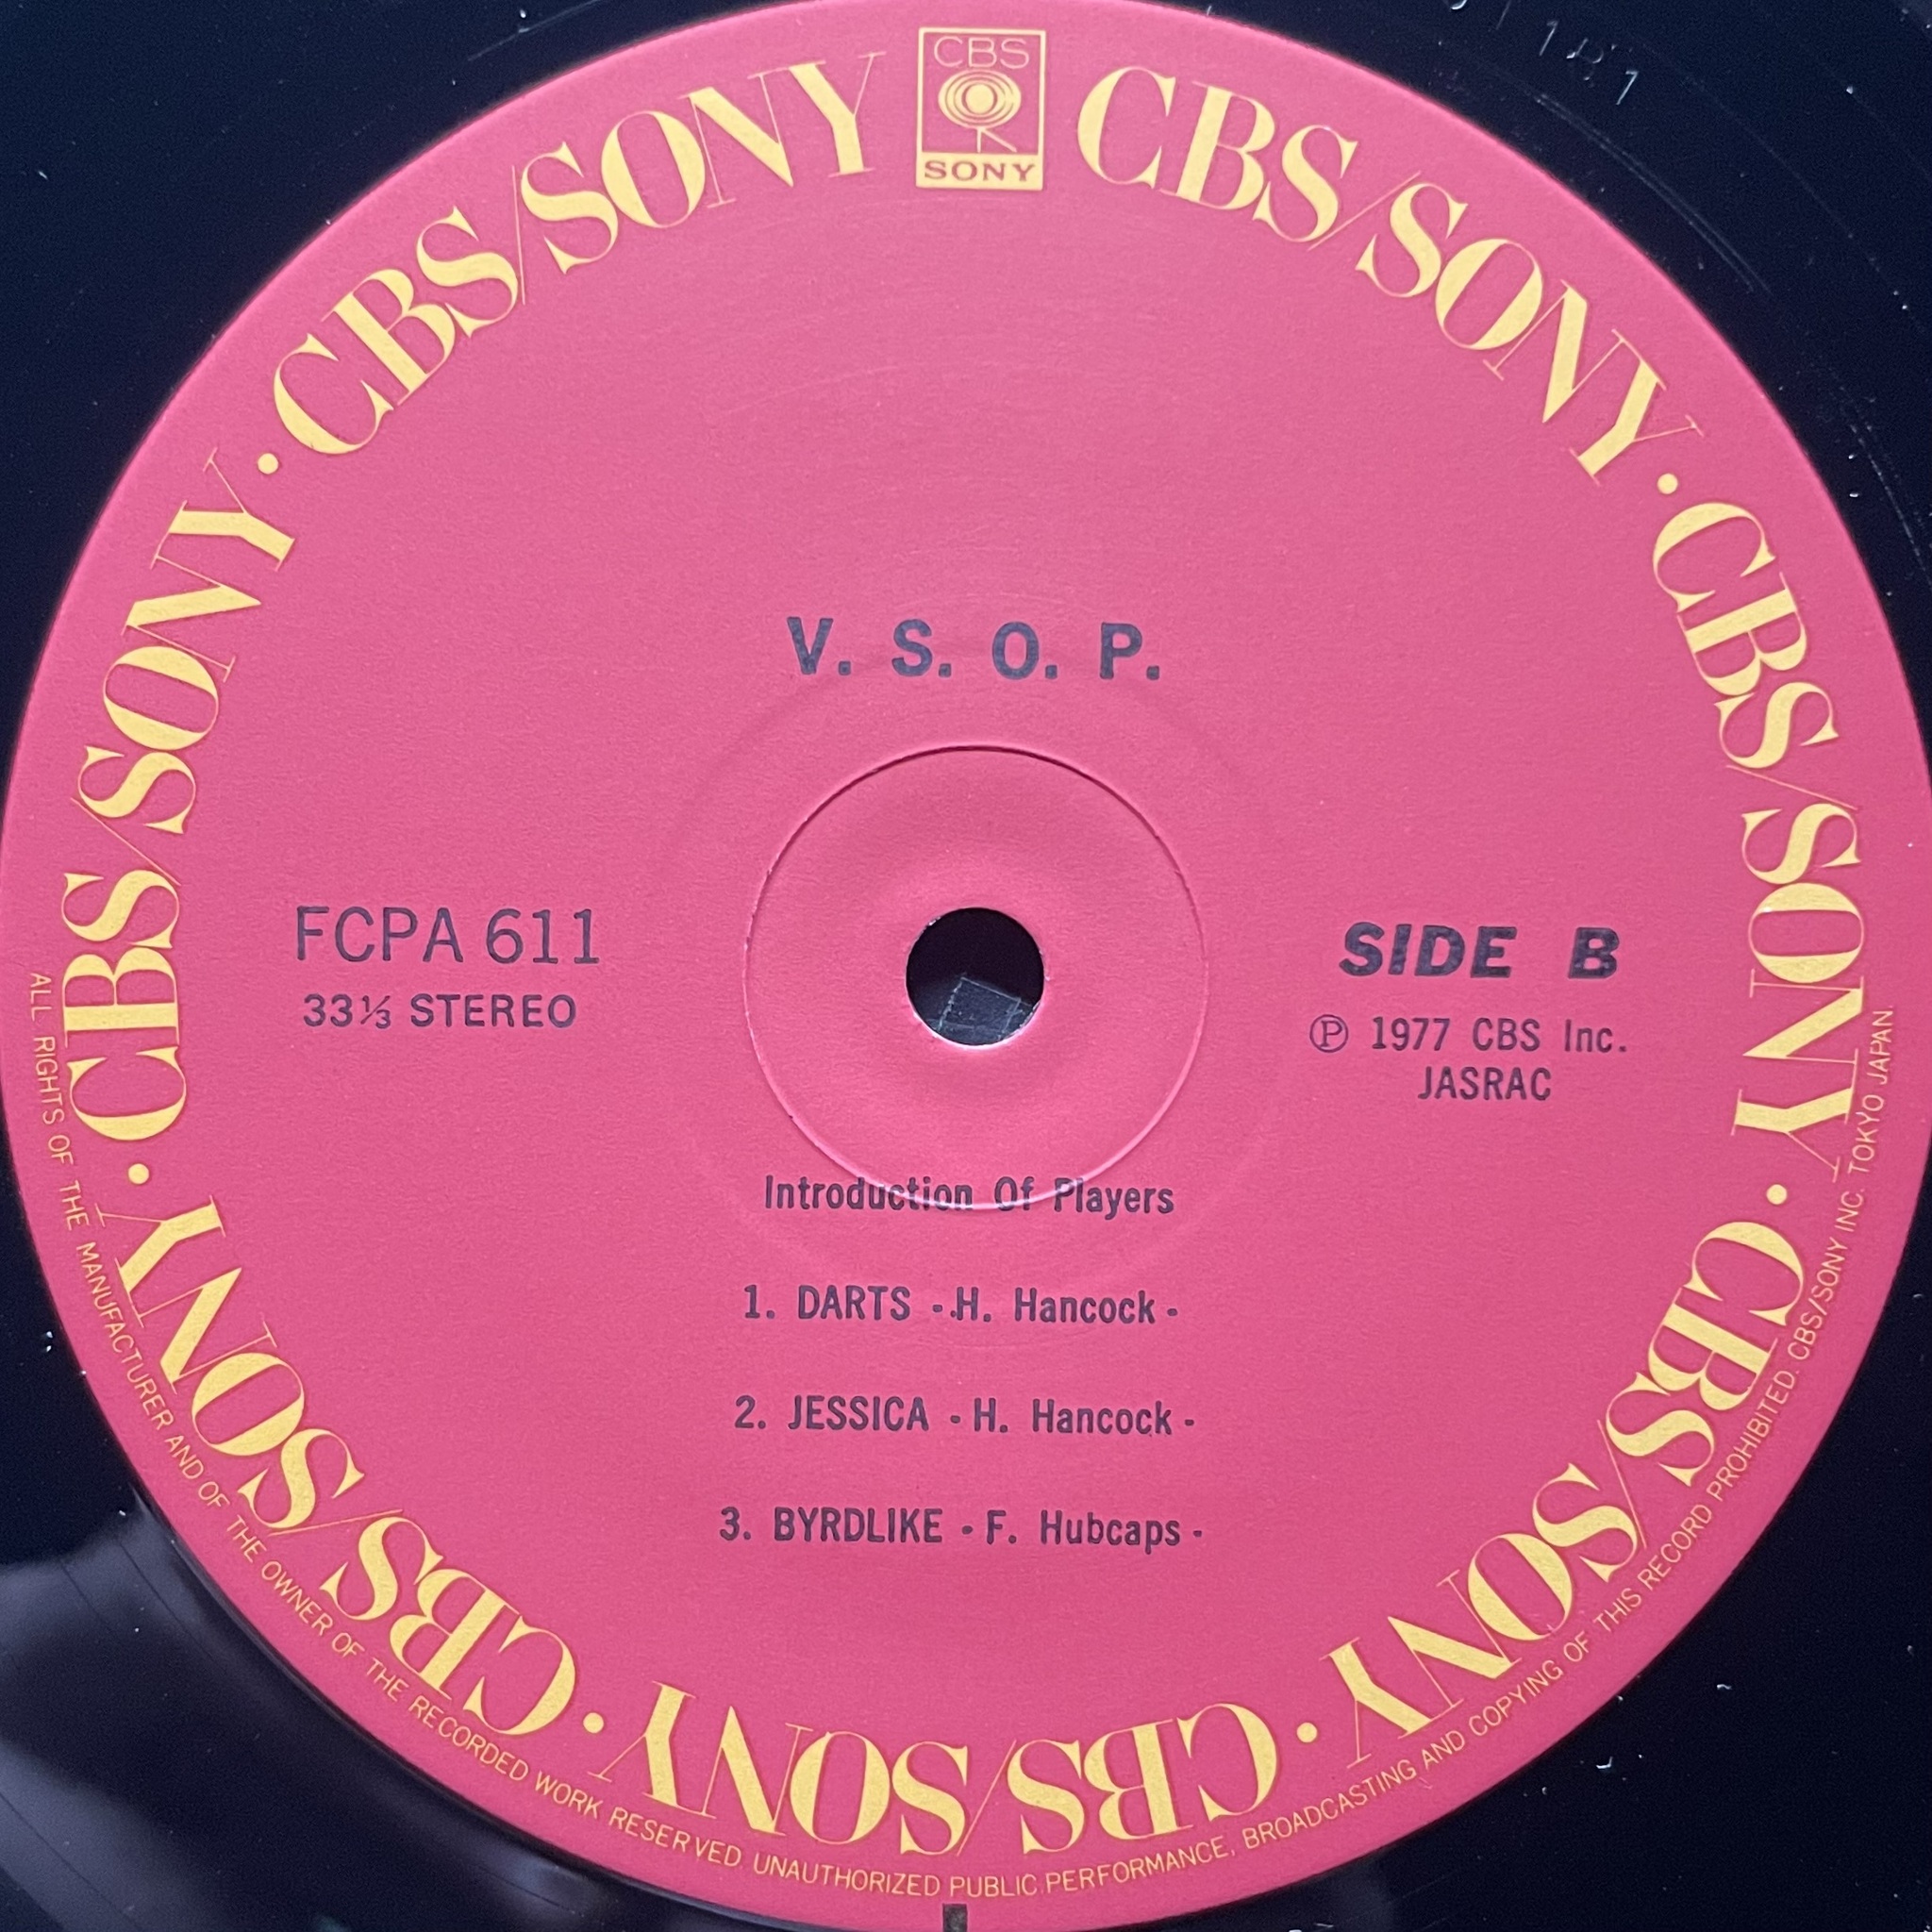 CBS
SONY
CBS/SONY · CBS/SONY · CBS/SONY · CBS/SONY · CBS/SONY · CBS/SONY · CBS/SONY
V. S. O. P.
FCPA 611
33⅓ STEREO
SIDE B
Ⓟ 1977 CBS Inc.
JASRAC
Introduction Of Players
1. DARTS - H. Hancock -
2. JESSICA - H. Hancock -
3. BYRDLIKE - F. Hubcaps -
ALL RIGHTS OF THE MANUFACTURER AND OF THE OWNER OF THE RECORDED WORK RESERVED. UNAUTHORIZED PUBLIC PERFORMANCE, BROADCASTING AND COPYING OF THIS RECORD PROHIBITED. CBS/SONY INC. TOKYO JAPAN